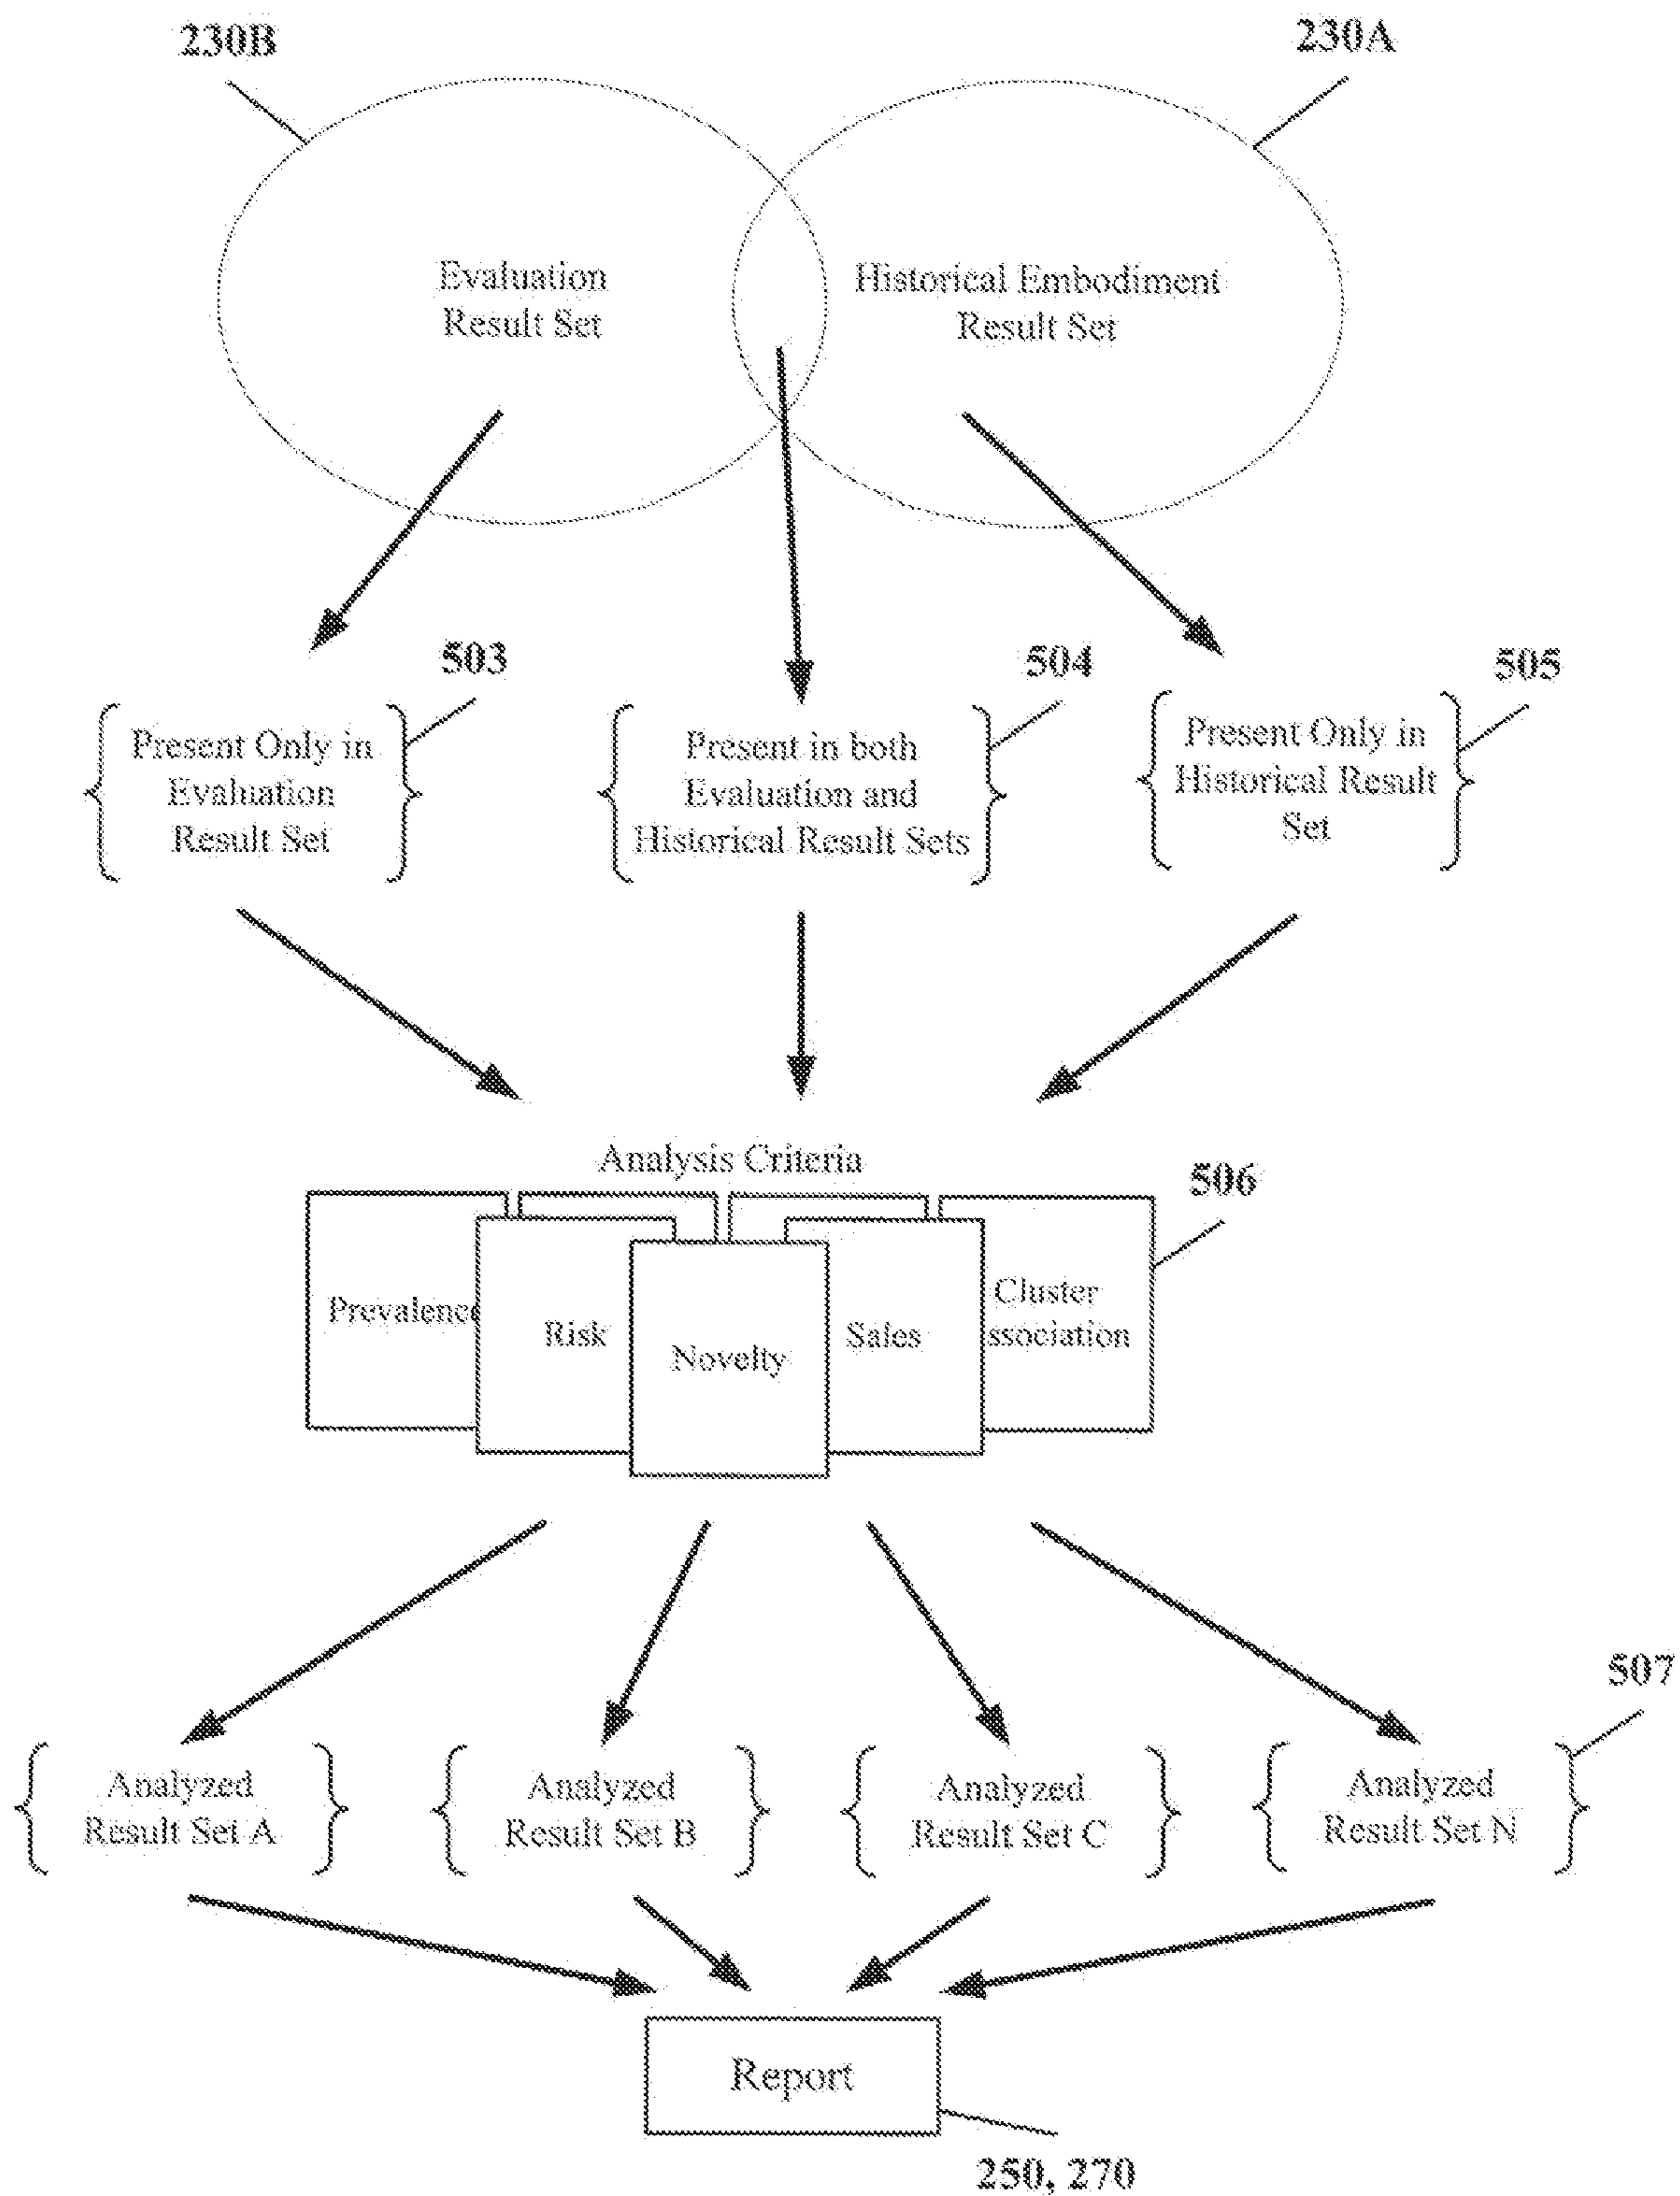 230B
230A
Evaluation
Result Set
Historical Embodiment
Result Set
503
504
505
Present Only in
Evaluation
Result Set
Present in both
Evaluation and
Historical Result Sets
Present Only in
Historical Result
Set
Analysis Criteria
506
Prevalenc
Risk
Novelty
Sales
Cluster
ssociation
507
Analyzed
Result Set A
Analyzed
Result Set B
Analyzed
Result Set C
Analyzed
Result Set N
Report
250, 270